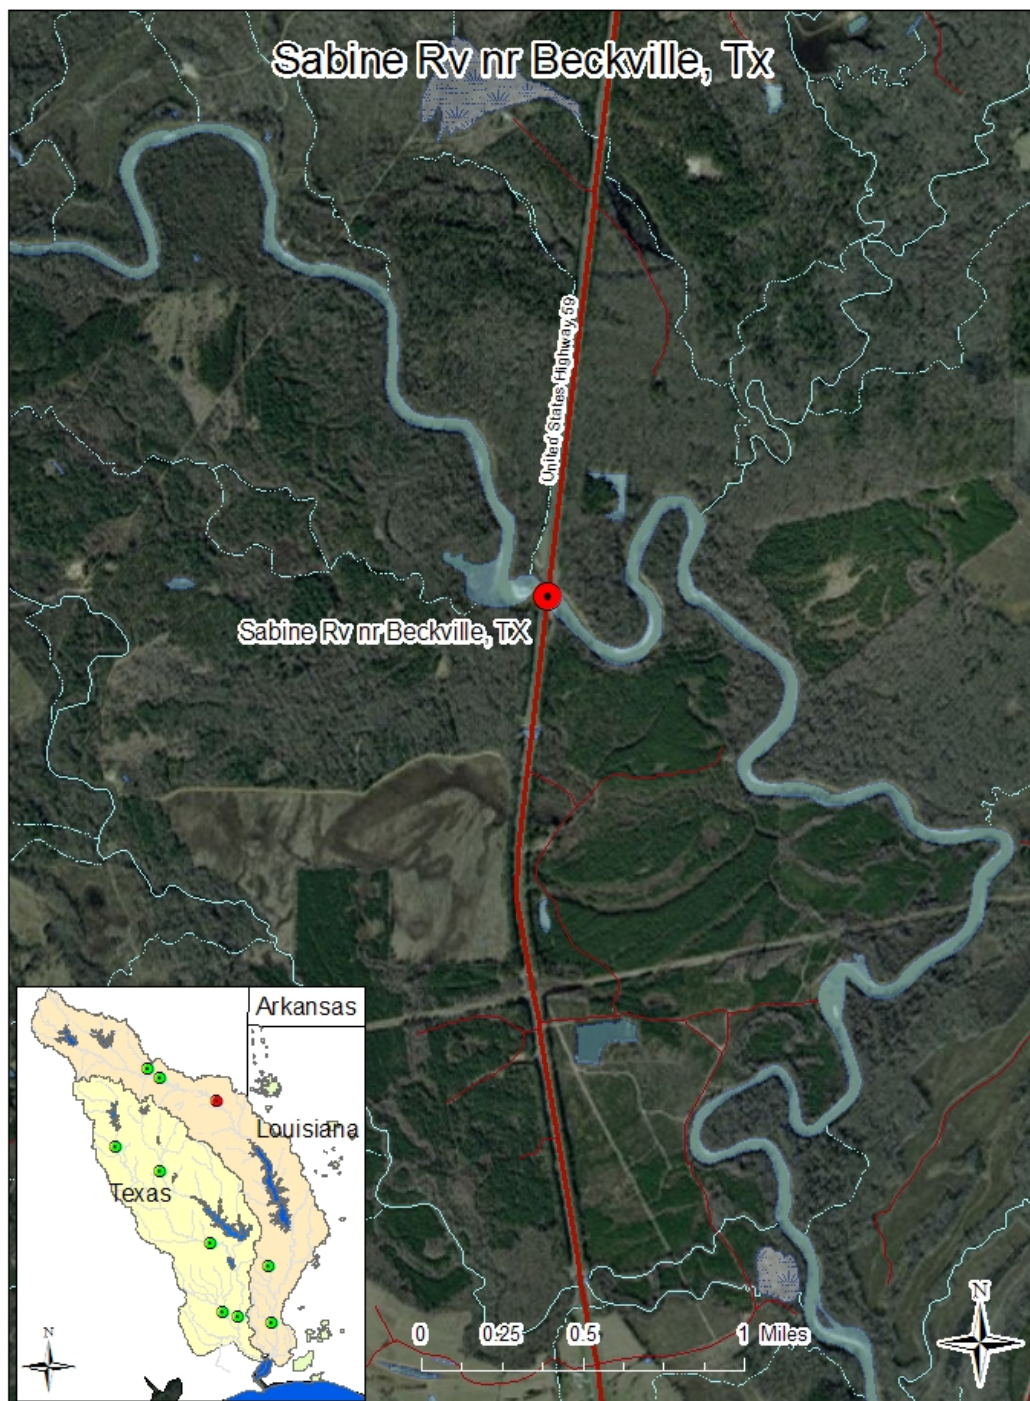 Sabine Rv nr Beckville, Tx
United States Highway 59
Sabine Rv nr Beckville, TX
Arkansas
Louisiana
Texas
N
N
0 0.25 0.5 1 Miles